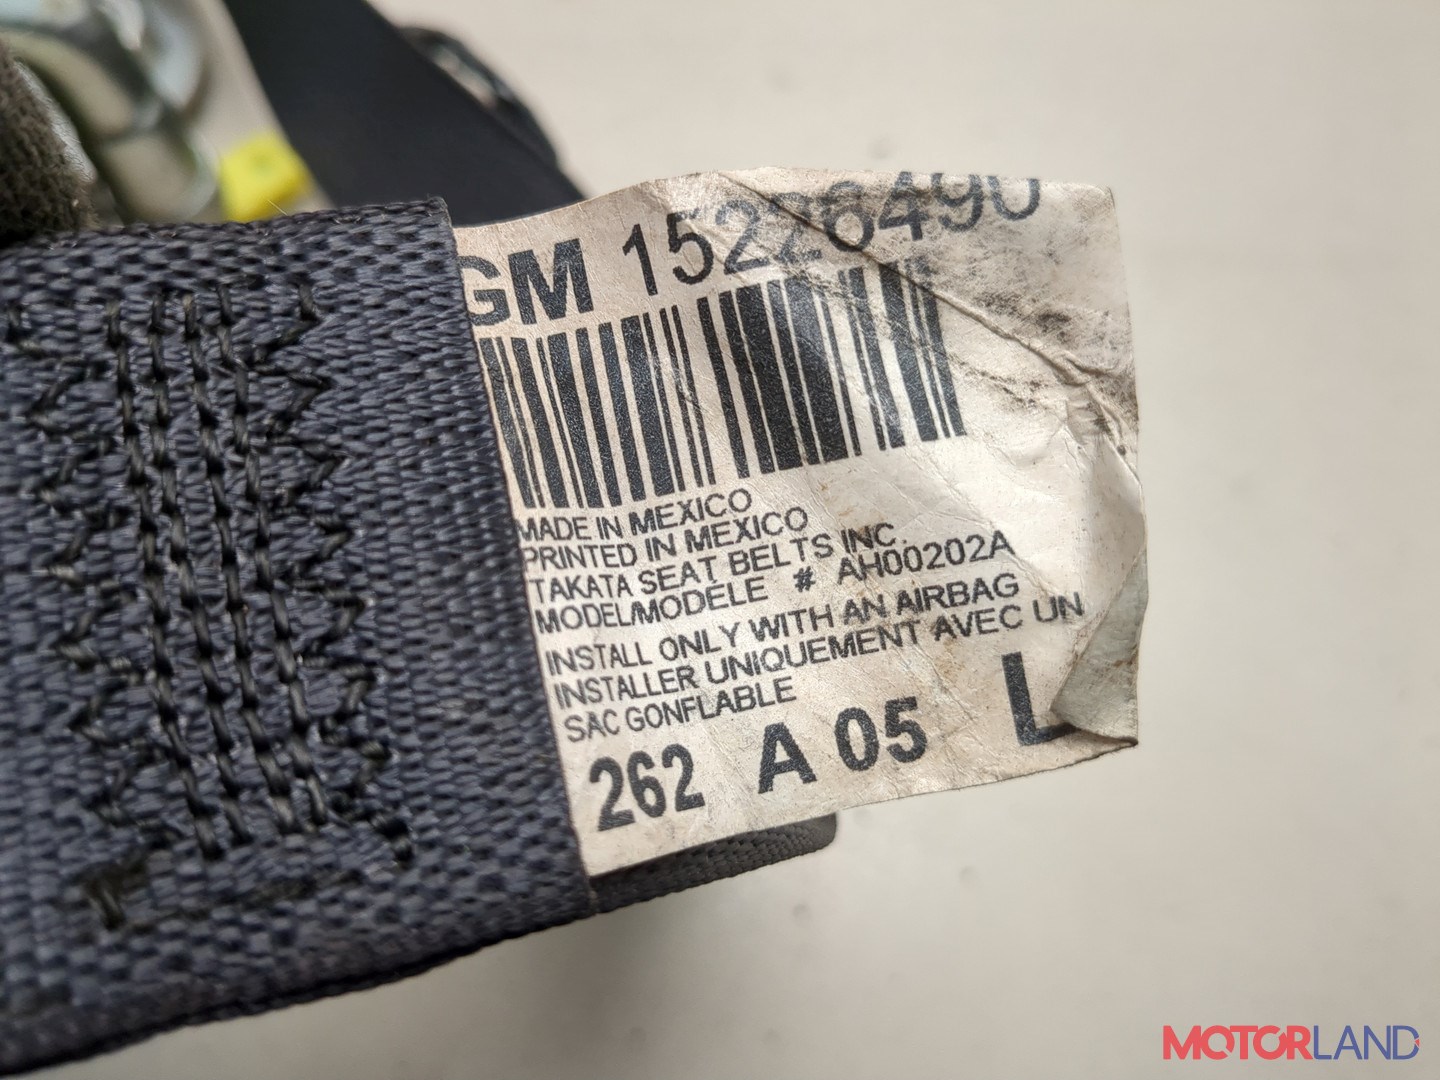 GM 15226490
MADE IN MEXICO
PRINTED IN MEXICO
TAKATA SEAT BELTS INC.
MODEL/MODELE # AH00202A
INSTALL ONLY WITH AN AIRBAG
INSTALLER UNIQUEMENT AVEC UN
SAC GONFLABLE
262 A 05 L
MOTORLAND